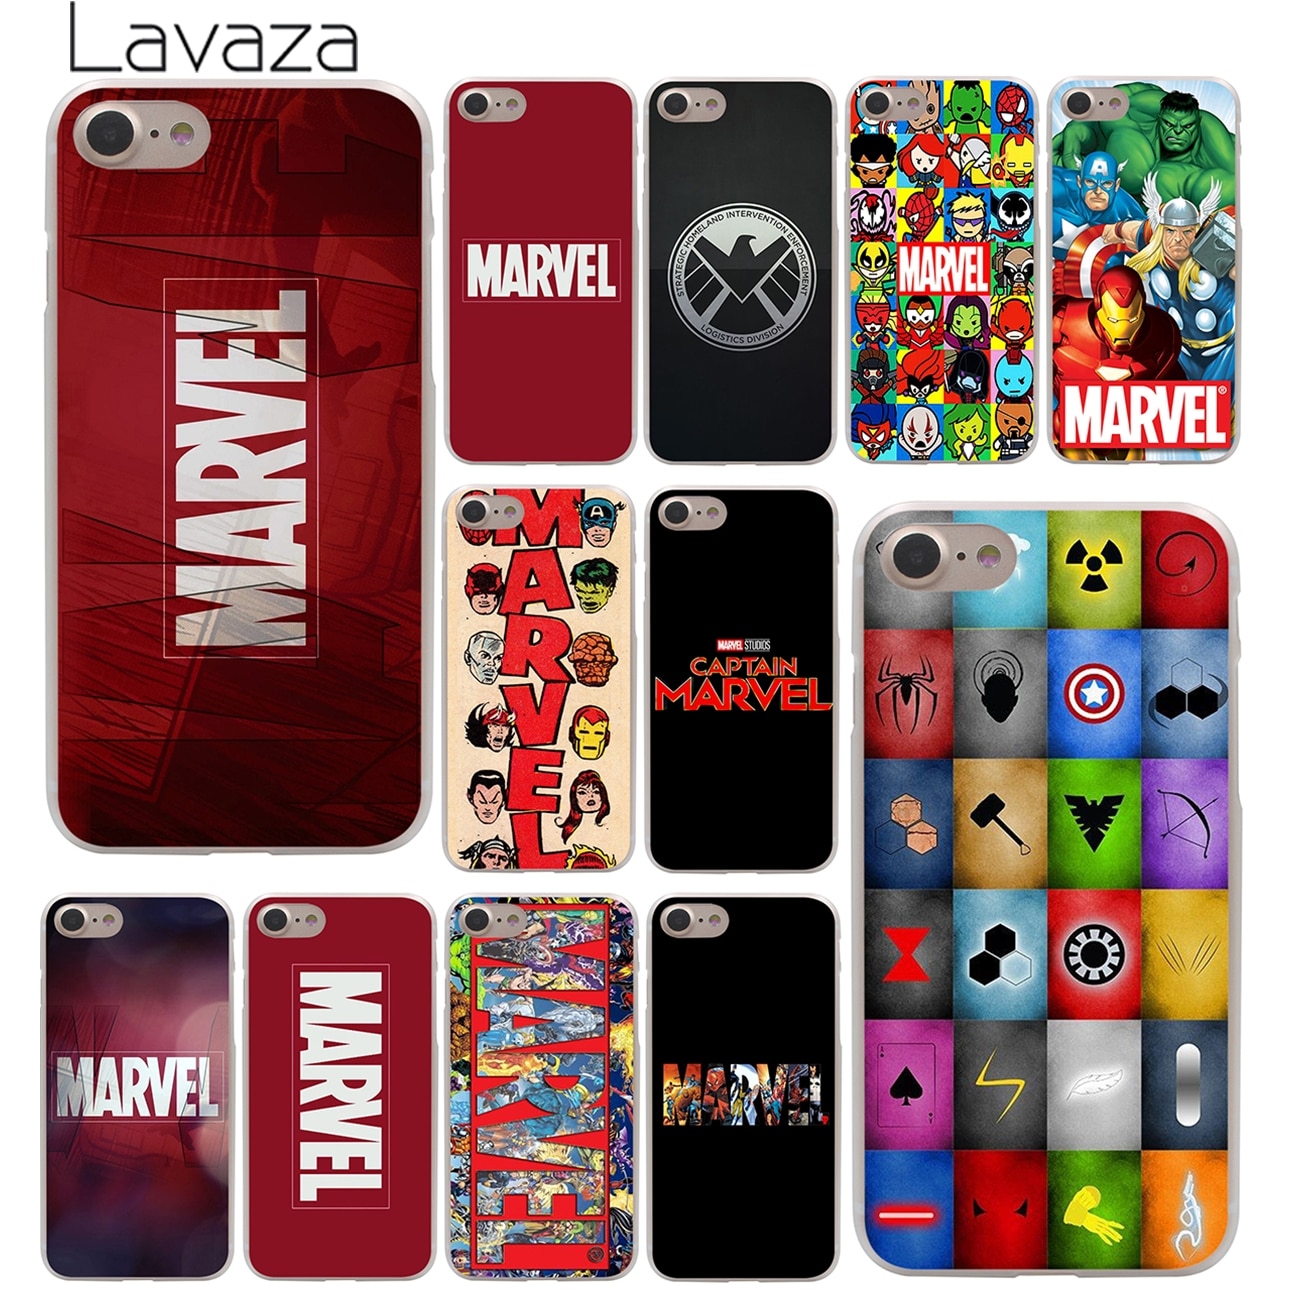 Lavaza
MARVEL
MARVEL
STRATEGIC HOMELAND INTERVENTION ENFORCEMENT
LOGISTICS DIVISION
MARVEL
MARVEL®
MARVEL
MARVEL STUDIOS
CAPTAIN
MARVEL
MARVEL
MARVEL
MARVEL
MARVEL